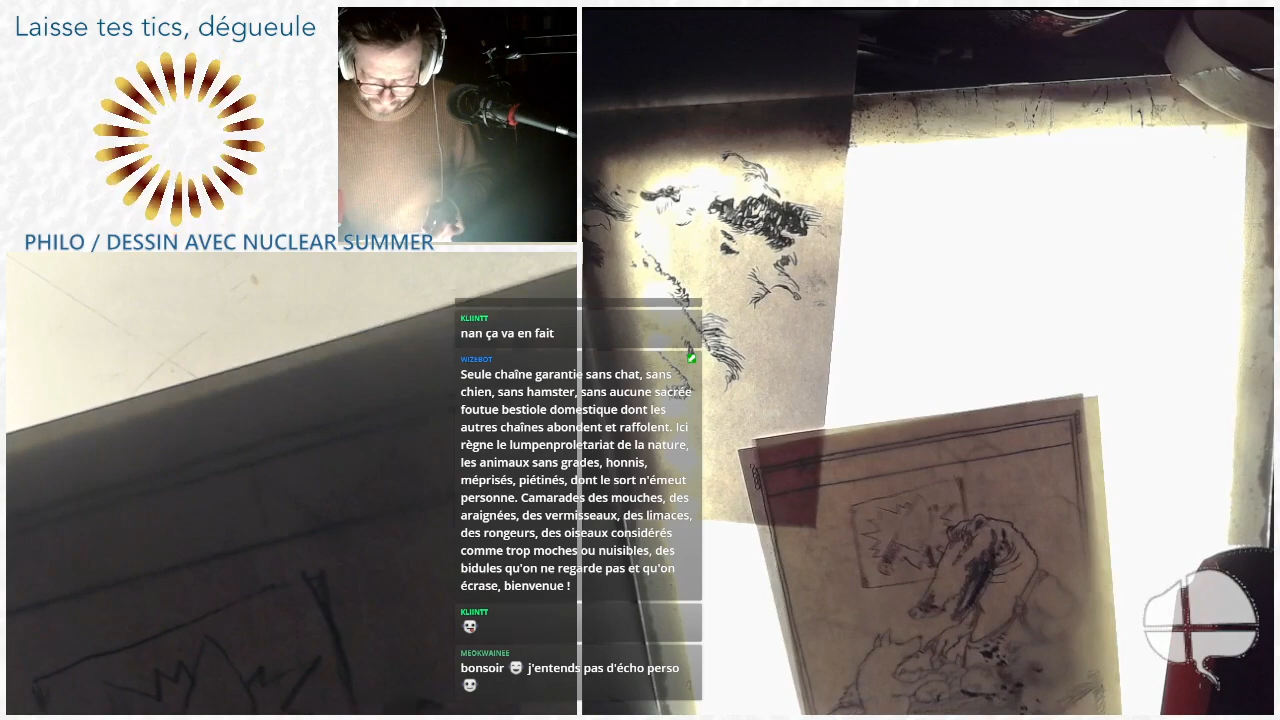 Laisse tes tics, dégueule
PHILO / DESSIN AVEC NUCLEAR SUMMER
KLIINTT
nan ça va en fait
WIZEBOT
Seule chaîne garantie sans chat, sans
chien, sans hamster, sans aucune sacrée
foutue bestiole domestique dont les
autres chaînes abondent et raffolent. Ici
règne le lumpenproletariat de la nature,
les animaux sans grades, honnis,
méprisés, piétinés, dont le sort n'émeut
personne. Camarades des mouches, des
araignées, des vermisseaux, des limaces,
des rongeurs, des oiseaux considérés
comme trop moches ou nuisibles, des
bidules qu'on ne regarde pas et qu'on
écrase, bienvenue !
KLIINTT
MEOKWAINEE
bonsoir j'entends pas d'écho perso